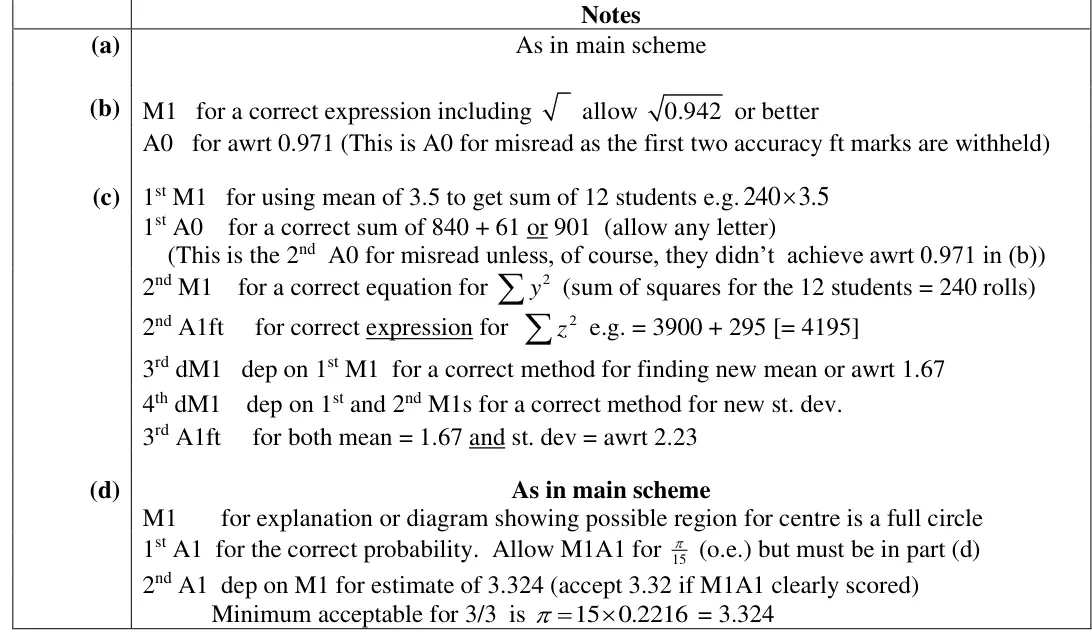 Notes
(a) As in main scheme
(b) M1 for a correct expression including √ allow √0.942 or better
A0 for awrt 0.971 (This is A0 for misread as the first two accuracy ft marks are withheld)
(c) 1st M1 for using mean of 3.5 to get sum of 12 students e.g. 240×3.5
1st A0 for a correct sum of 840 + 61 or 901 (allow any letter)
(This is the 2nd A0 for misread unless, of course, they didn’t achieve awrt 0.971 in (b))
2nd M1 for a correct equation for ∑y² (sum of squares for the 12 students = 240 rolls)
2nd A1ft for correct expression for ∑z² e.g. = 3900 + 295 [= 4195]
3rd dM1 dep on 1st M1 for a correct method for finding new mean or awrt 1.67
4th dM1 dep on 1st and 2nd M1s for a correct method for new st. dev.
3rd A1ft for both mean = 1.67 and st. dev = awrt 2.23
(d) As in main scheme
M1 for explanation or diagram showing possible region for centre is a full circle
1st A1 for the correct probability. Allow M1A1 for π/15 (o.e.) but must be in part (d)
2nd A1 dep on M1 for estimate of 3.324 (accept 3.32 if M1A1 clearly scored)
Minimum acceptable for 3/3 is π = 15×0.2216 = 3.324